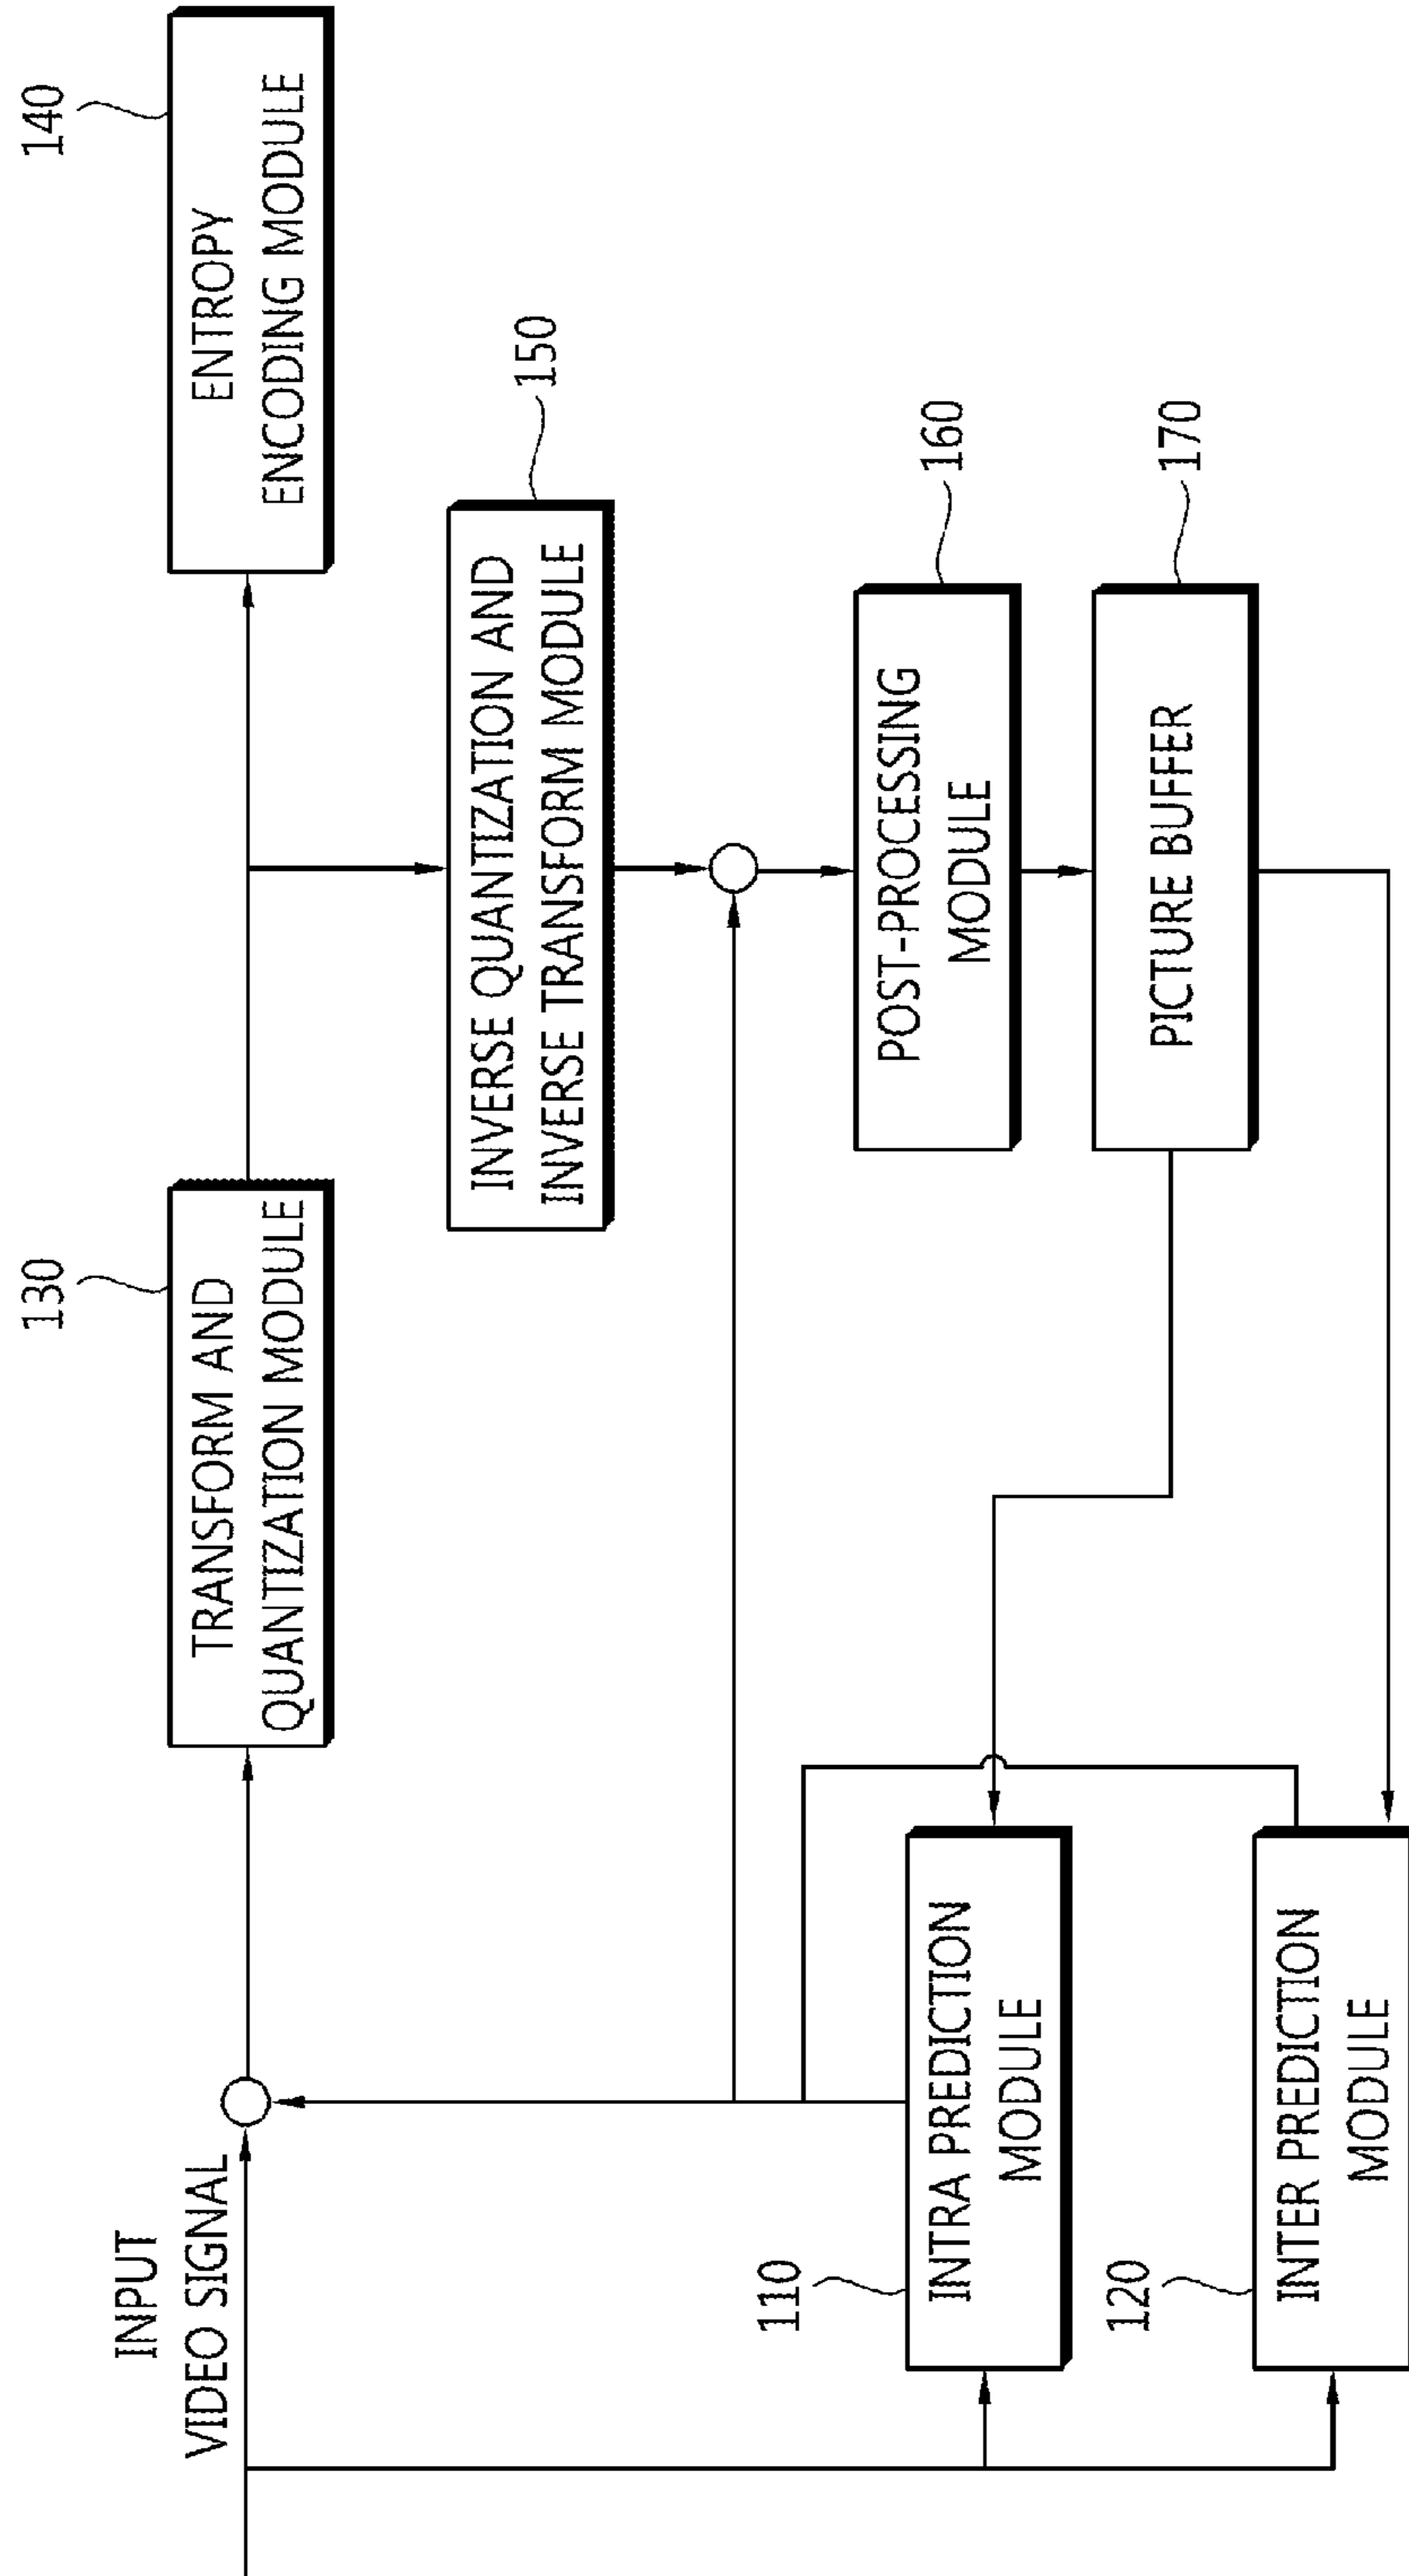 INPUT
VIDEO SIGNAL
130
TRANSFORM AND
QUANTIZATION MODULE
140
ENTROPY
ENCODING MODULE
150
INVERSE QUANTIZATION AND
INVERSE TRANSFORM MODULE
110
INTRA PREDICTION
MODULE
160
POST-PROCESSING
MODULE
120
INTER PREDICTION
MODULE
170
PICTURE BUFFER